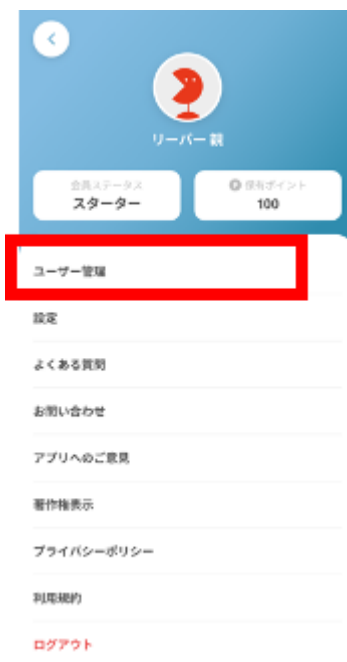 リーバー 観
会員ステータス
スターター
P 保有ポイント
100
ユーザー管理
設定
よくある質問
お問い合わせ
アプリへのご意見
著作権表示
プライバシーポリシー
利用規約
ログアウト